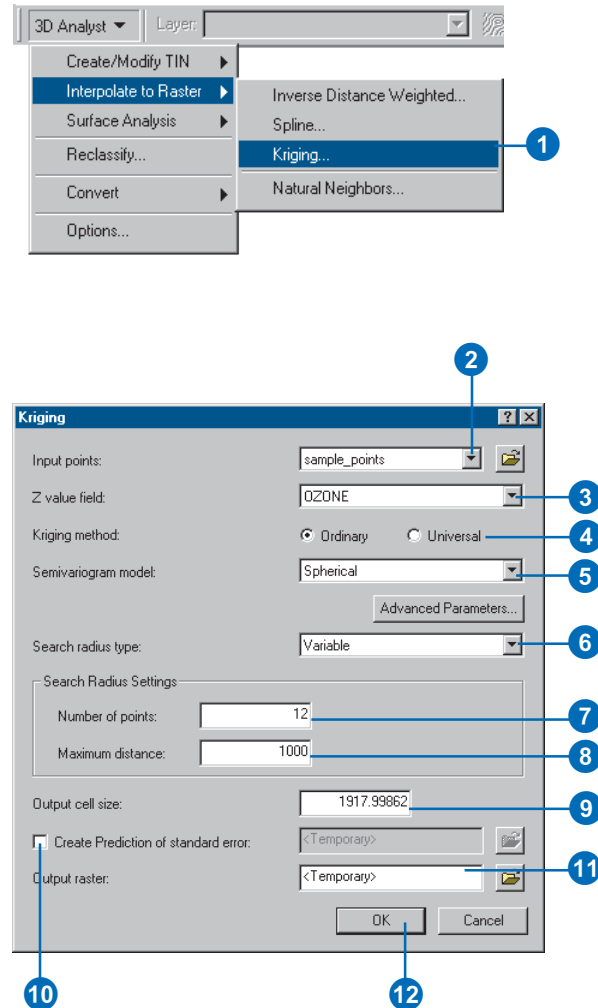 3D Analyst Layer:
Create/Modify TIN
Interpolate to Raster
Surface Analysis
Reclassify...
Convert
Options...
Inverse Distance Weighted...
Spline...
Kriging...
Natural Neighbors...
1
2
Kriging
Input points: sample_points
Z value field: OZONE 3
Kriging method: Ordinary Universal 4
Semivariogram model: Spherical 5
Advanced Parameters...
Search radius type: Variable 6
Search Radius Settings
Number of points: 12 7
Maximum distance: 1000 8
Output cell size: 1917.99862 9
Create Prediction of standard error: <Temporary>
Output raster: <Temporary> 11
OK Cancel
10 12